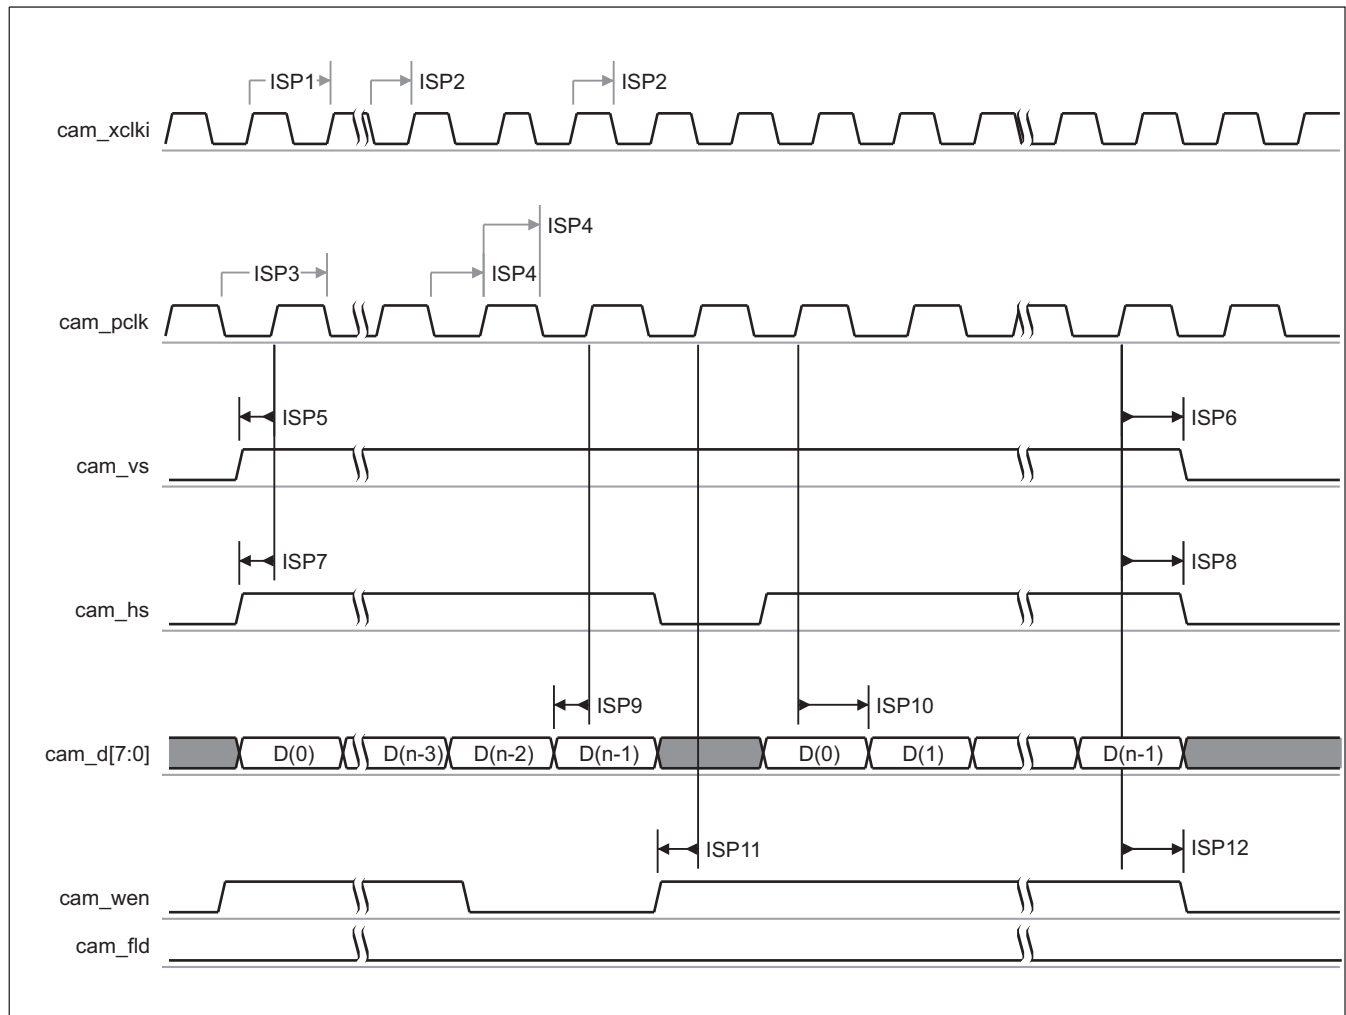 ISP1 ISP2 ISP2
cam_xclki
ISP4
ISP3 ISP4
cam_pclk
ISP5 ISP6
cam_vs
ISP7 ISP8
cam_hs
ISP9 ISP10
cam_d[7:0] D(0) D(n-3) D(n-2) D(n-1) D(0) D(1) D(n-1)
ISP11 ISP12
cam_wen
cam_fld